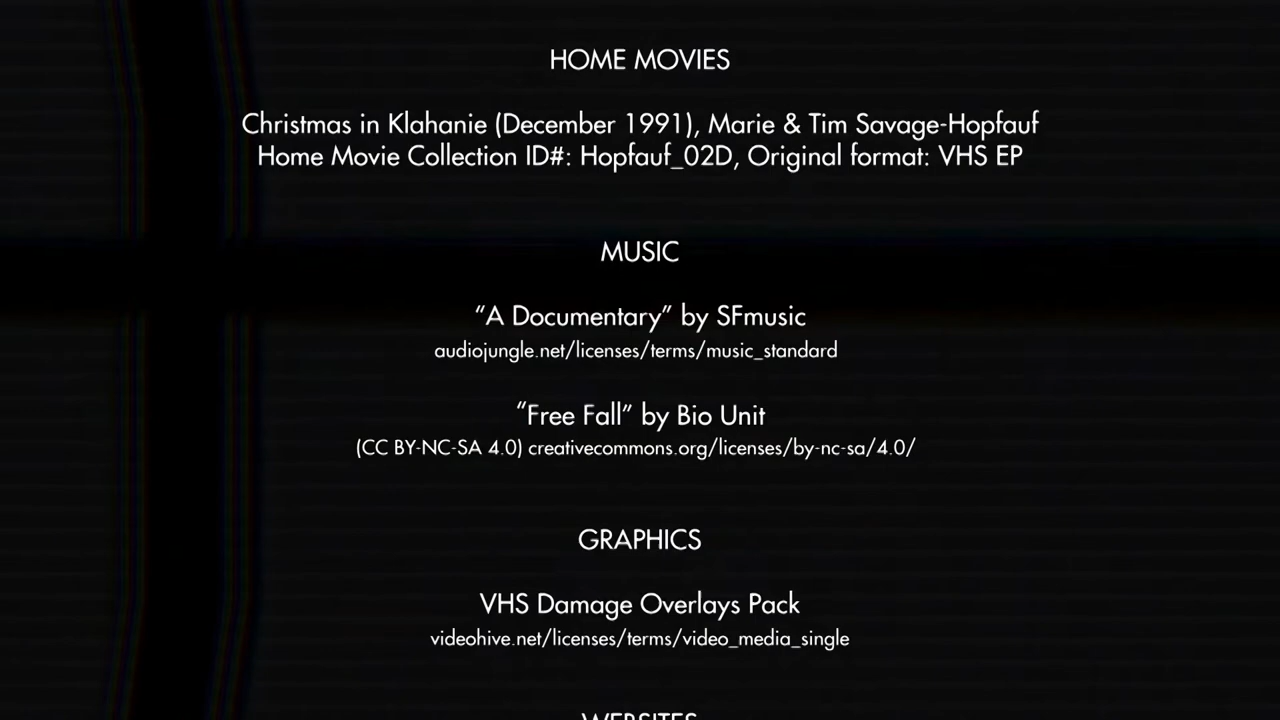 HOME MOVIES
Christmas in Klahanie (December 1991), Marie & Tim Savage-Hopfauf
Home Movie Collection ID#: Hopfauf_02D, Original format: VHS EP
MUSIC
“A Documentary” by SFmusic
audiojungle.net/licenses/terms/music_standard
“Free Fall” by Bio Unit
(CC BY-NC-SA 4.0) creativecommons.org/licenses/by-nc-sa/4.0/
GRAPHICS
VHS Damage Overlays Pack
videohive.net/licenses/terms/video_media_single
WEBSITES